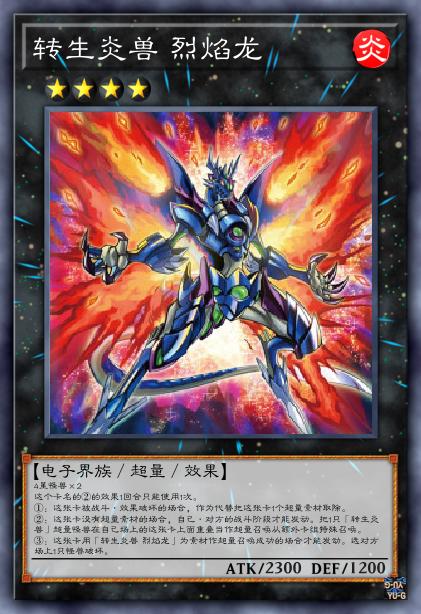 转生炎兽 烈焰龙
炎
【电子界族／超量／效果】
4星怪兽×2
这个卡名的②的效果1回合只能使用1次。
①：这张卡被战斗·效果破坏的场合，作为代替把这张卡1个超量素材取除。
②：这张卡没有超量素材的场合，自己·对方的战斗阶段才能发动。把1只「转生炎
兽」超量怪兽在自己场上的这张卡上面重叠当作超量召唤从额外卡组特殊召唤。
③：这张卡用「转生炎兽 烈焰龙」为素材作超量召唤成功的场合才能发动。选对方
场上1只怪兽破坏。
ATK/2300 DEF/1200